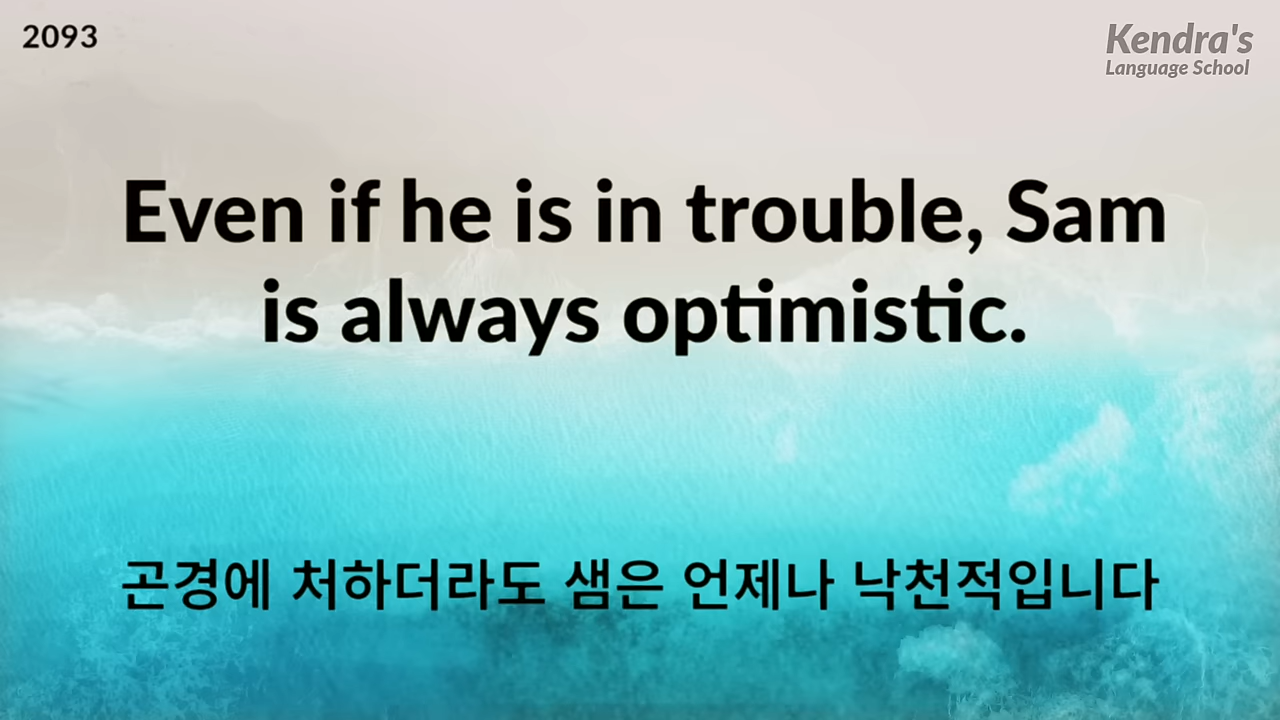 2093
Kendra's
Language School
Even if he is in trouble, Sam
is always optimistic.
곤경에 처하더라도 샘은 언제나 낙천적입니다